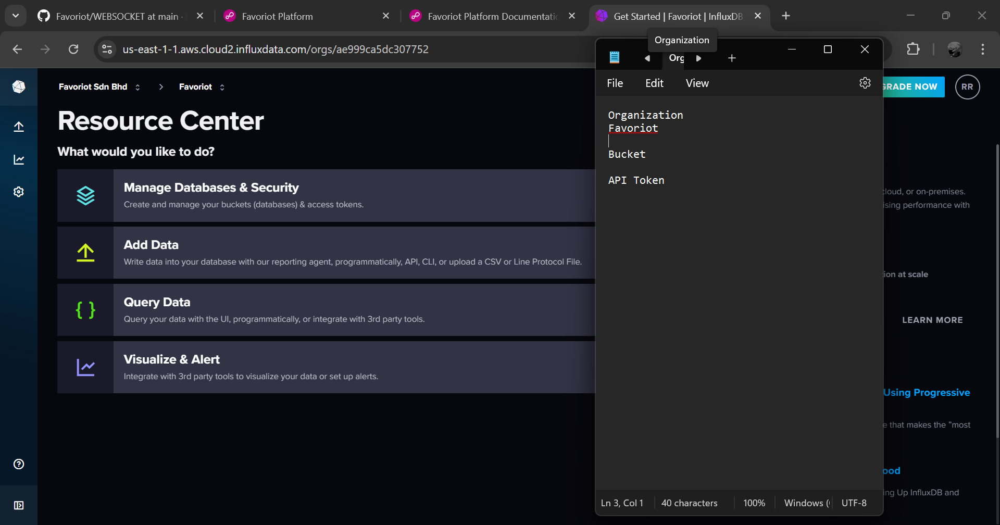 Favoriot/WEBSOCKET at main ·
Favoriot Platform
Favoriot Platform Documentatio
Get Started | Favoriot | InfluxDB
us-east-1-1.aws.cloud2.influxdata.com/orgs/ae999ca5dc307752
Organization
Org
File
Edit
View
Favoriot Sdn Bhd
Favoriot
GRADE NOW
RR
Resource Center
What would you like to do?
Manage Databases & Security
Create and manage your buckets (databases) & access tokens.
Add Data
Write data into your database with our reporting agent, programmatically, API, CLI, or upload a CSV or Line Protocol File.
Query Data
Query your data with the UI, programmatically, or integrate with 3rd party tools.
Visualize & Alert
Integrate with 3rd party tools to visualize your data or set up alerts.
Organization
Favoriot
Bucket
API Token
Ln 3, Col 1
40 characters
100%
Windows (
UTF-8
cloud, or on-premises.
ising performance with
ion at scale
LEARN MORE
Using Progressive
e that makes the "most
ood
ing Up InfluxDB and